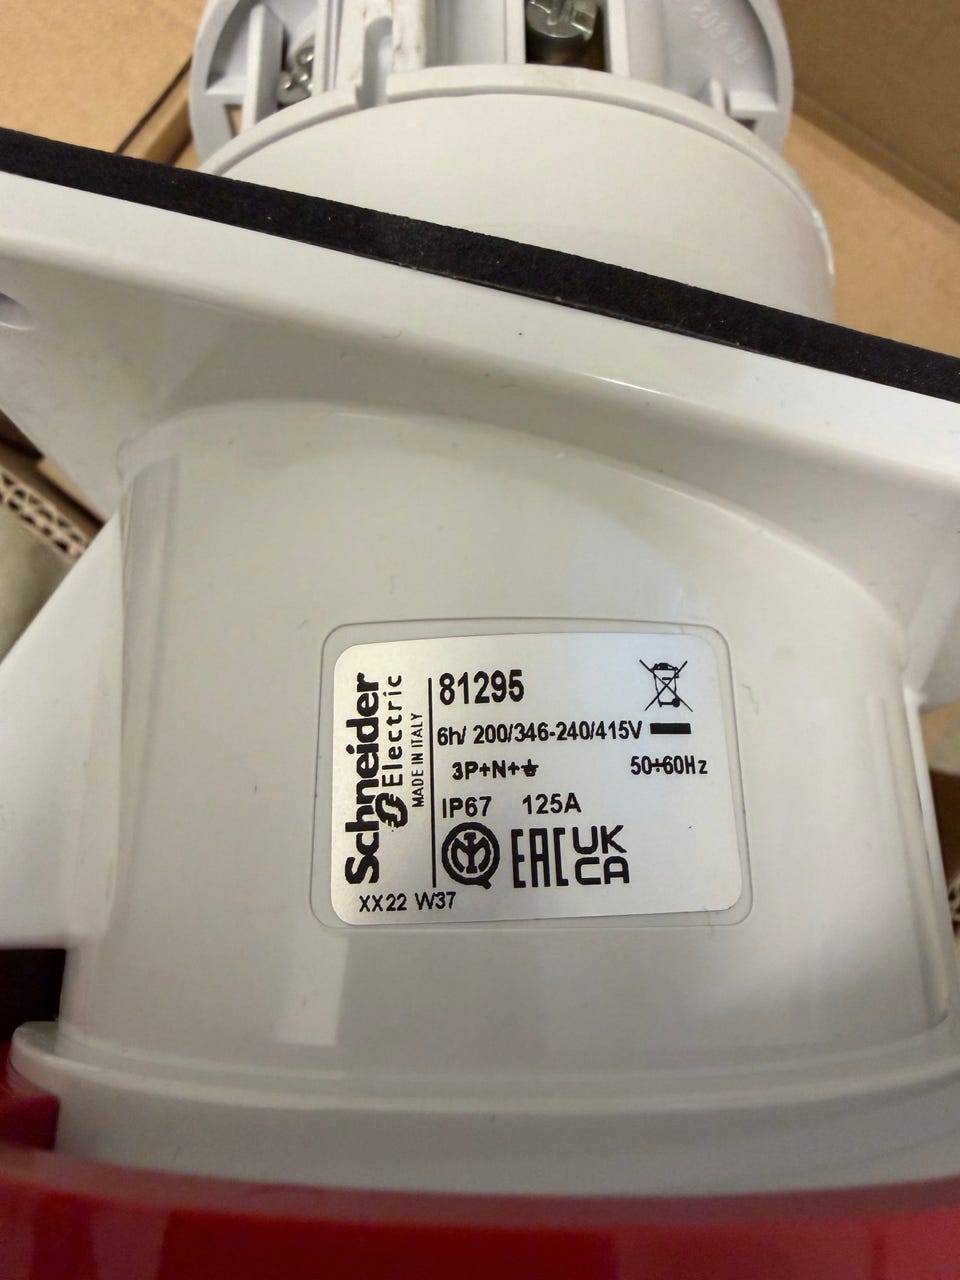 Schneider
Electric
MADE IN ITALY
81295
6h/ 200/346-240/415V
3P+N+⏚ 50÷60Hz
IP67 125A
EAC UK
CA
XX22 W37